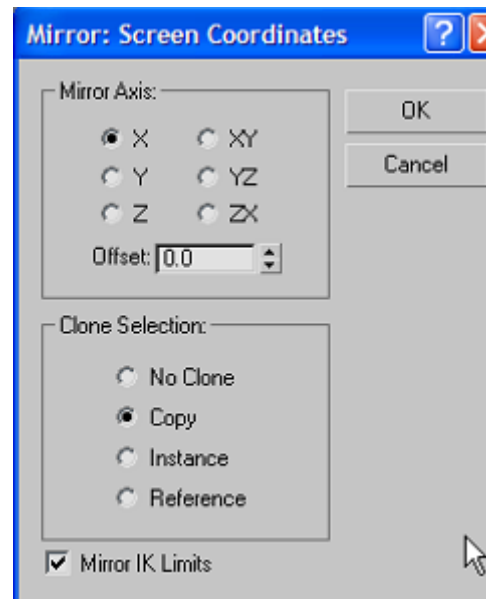 Mirror: Screen Coordinates
Mirror Axis:
X XY
Y YZ
Z ZX
Offset: 0.0
OK
Cancel
Clone Selection:
No Clone
Copy
Instance
Reference
Mirror IK Limits